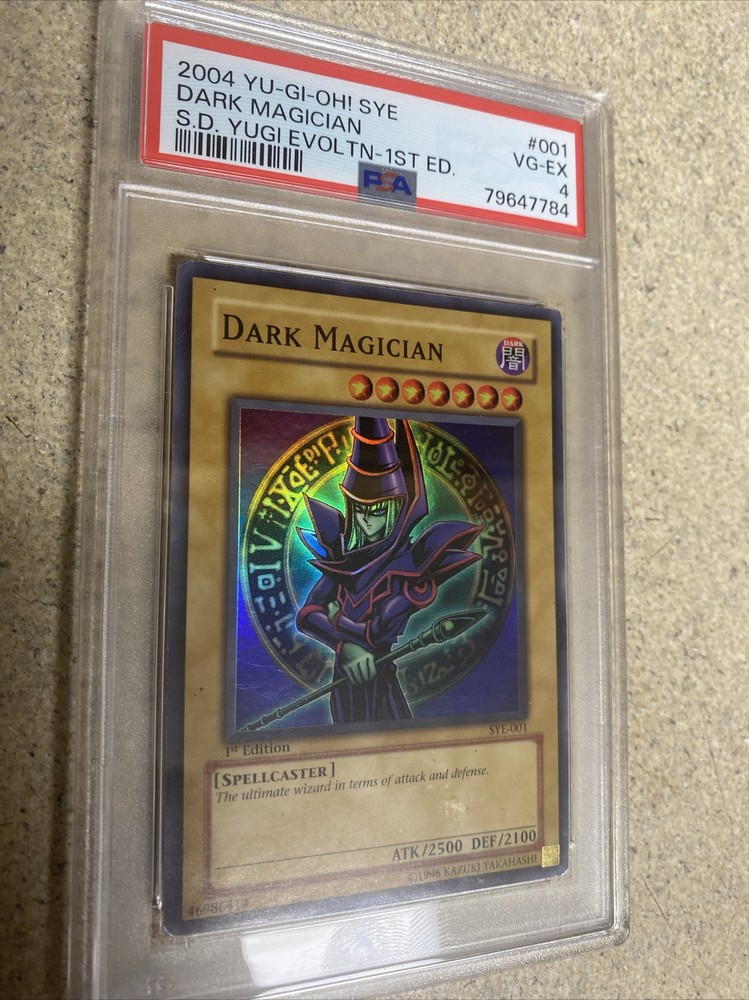 2004 YU-GI-OH! SYE
DARK MAGICIAN
S.D. YUGI EVOLTN-1ST ED.
#001
VG-EX
4
79647784
PSA
DARK MAGICIAN
DARK
闇
SYE-001
1st Edition
[SPELLCASTER]
The ultimate wizard in terms of attack and defense.
ATK/2500 DEF/2100
©1996 KAZUKI TAKAHASHI